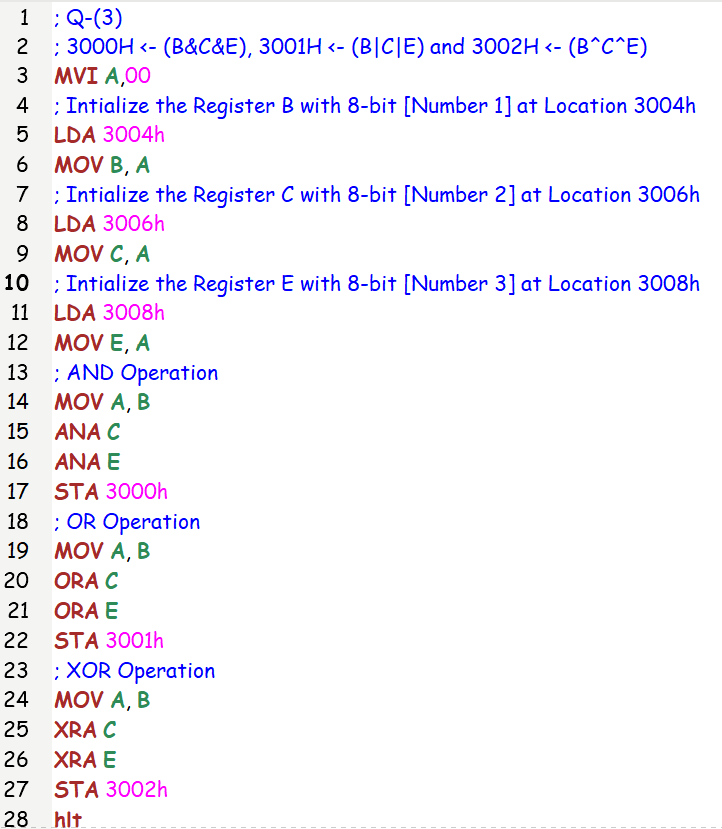 1 ; Q-(3)
2 ; 3000H <- (B&C&E), 3001H <- (B|C|E) and 3002H <- (B^C^E)
3 MVI A,00
4 ; Intialize the Register B with 8-bit [Number 1] at Location 3004h
5 LDA 3004h
6 MOV B, A
7 ; Intialize the Register C with 8-bit [Number 2] at Location 3006h
8 LDA 3006h
9 MOV C, A
10 ; Intialize the Register E with 8-bit [Number 3] at Location 3008h
11 LDA 3008h
12 MOV E, A
13 ; AND Operation
14 MOV A, B
15 ANA C
16 ANA E
17 STA 3000h
18 ; OR Operation
19 MOV A, B
20 ORA C
21 ORA E
22 STA 3001h
23 ; XOR Operation
24 MOV A, B
25 XRA C
26 XRA E
27 STA 3002h
28 hlt